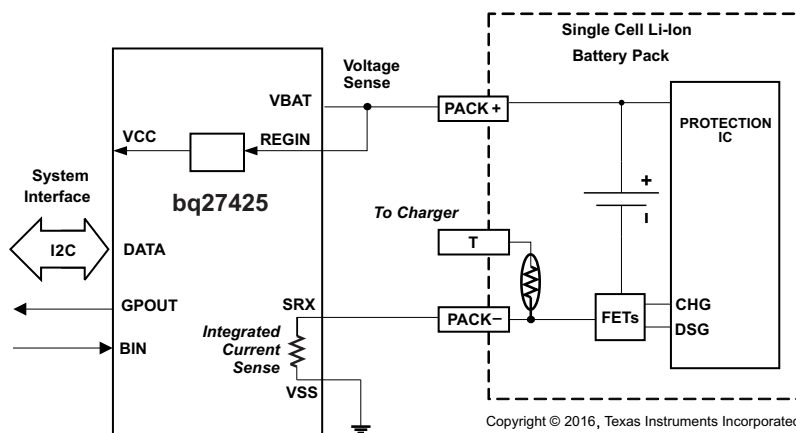 Single Cell Li-Ion
Battery Pack
Voltage
Sense
VBAT
PACK +
PROTECTION
IC
VCC
REGIN
System
Interface
bq27425
+
To Charger
I2C
DATA
T
GPOUT
SRX
PACK–
FETs
CHG
DSG
BIN
Integrated
Current
Sense
VSS
Copyright © 2016, Texas Instruments Incorporated